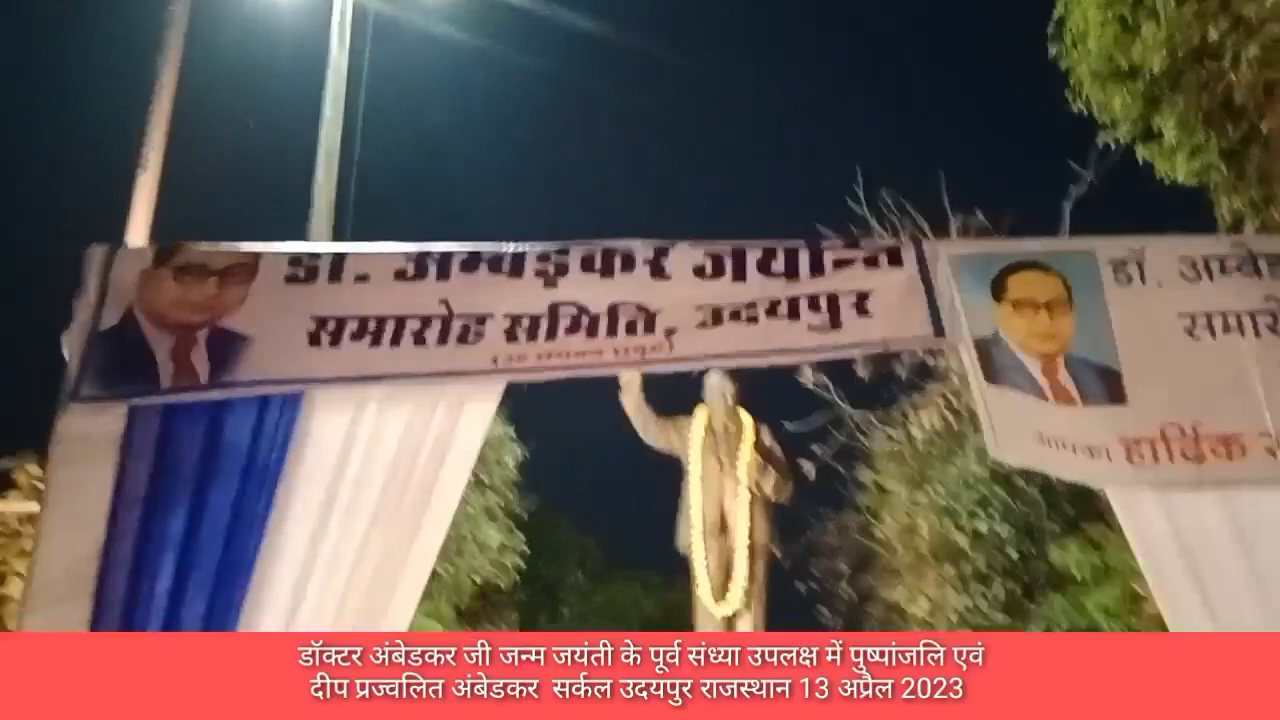 डॉ. अम्बेडकर जयन्ति
समारोह समिति, उदयपुर
डॉ. अम्बे
समारो
आपका हार्दिक
डॉक्टर अंबेडकर जी जन्म जयंती के पूर्व संध्या उपलक्ष में पुष्पांजलि एवं
दीप प्रज्वलित अंबेडकर सर्कल उदयपुर राजस्थान 13 अप्रैल 2023